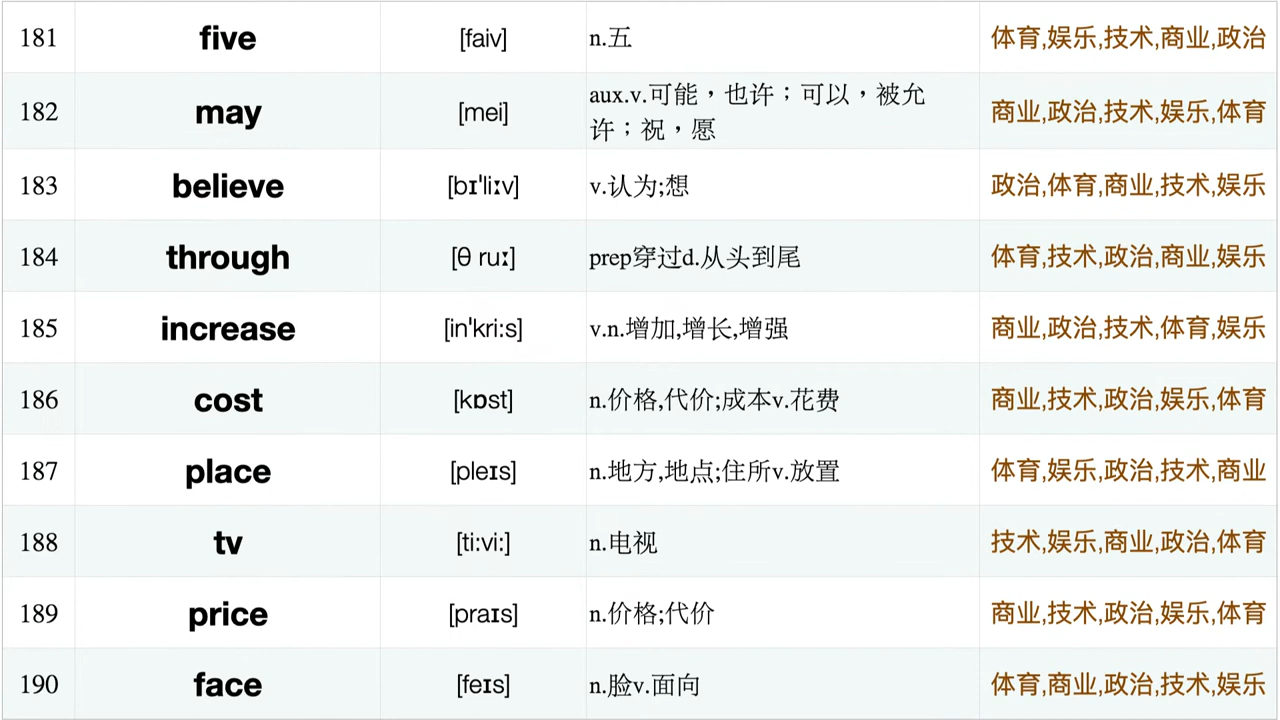 181 five [faiv] n.五 体育,娱乐,技术,商业,政治
182 may [mei] aux.v.可能，也许；可以，被允
许；祝，愿 商业,政治,技术,娱乐,体育
183 believe [bɪˈliːv] v.认为;想 政治,体育,商业,技术,娱乐
184 through [θ ruː] prep穿过d.从头到尾 体育,技术,政治,商业,娱乐
185 increase [in'kri:s] v.n.增加,增长,增强 商业,政治,技术,体育,娱乐
186 cost [kɒst] n.价格,代价;成本v.花费 商业,技术,政治,娱乐,体育
187 place [pleɪs] n.地方,地点;住所v.放置 体育,娱乐,政治,技术,商业
188 tv [ti:vi:] n.电视 技术,娱乐,商业,政治,体育
189 price [praɪs] n.价格;代价 商业,技术,政治,娱乐,体育
190 face [feɪs] n.脸v.面向 体育,商业,政治,技术,娱乐